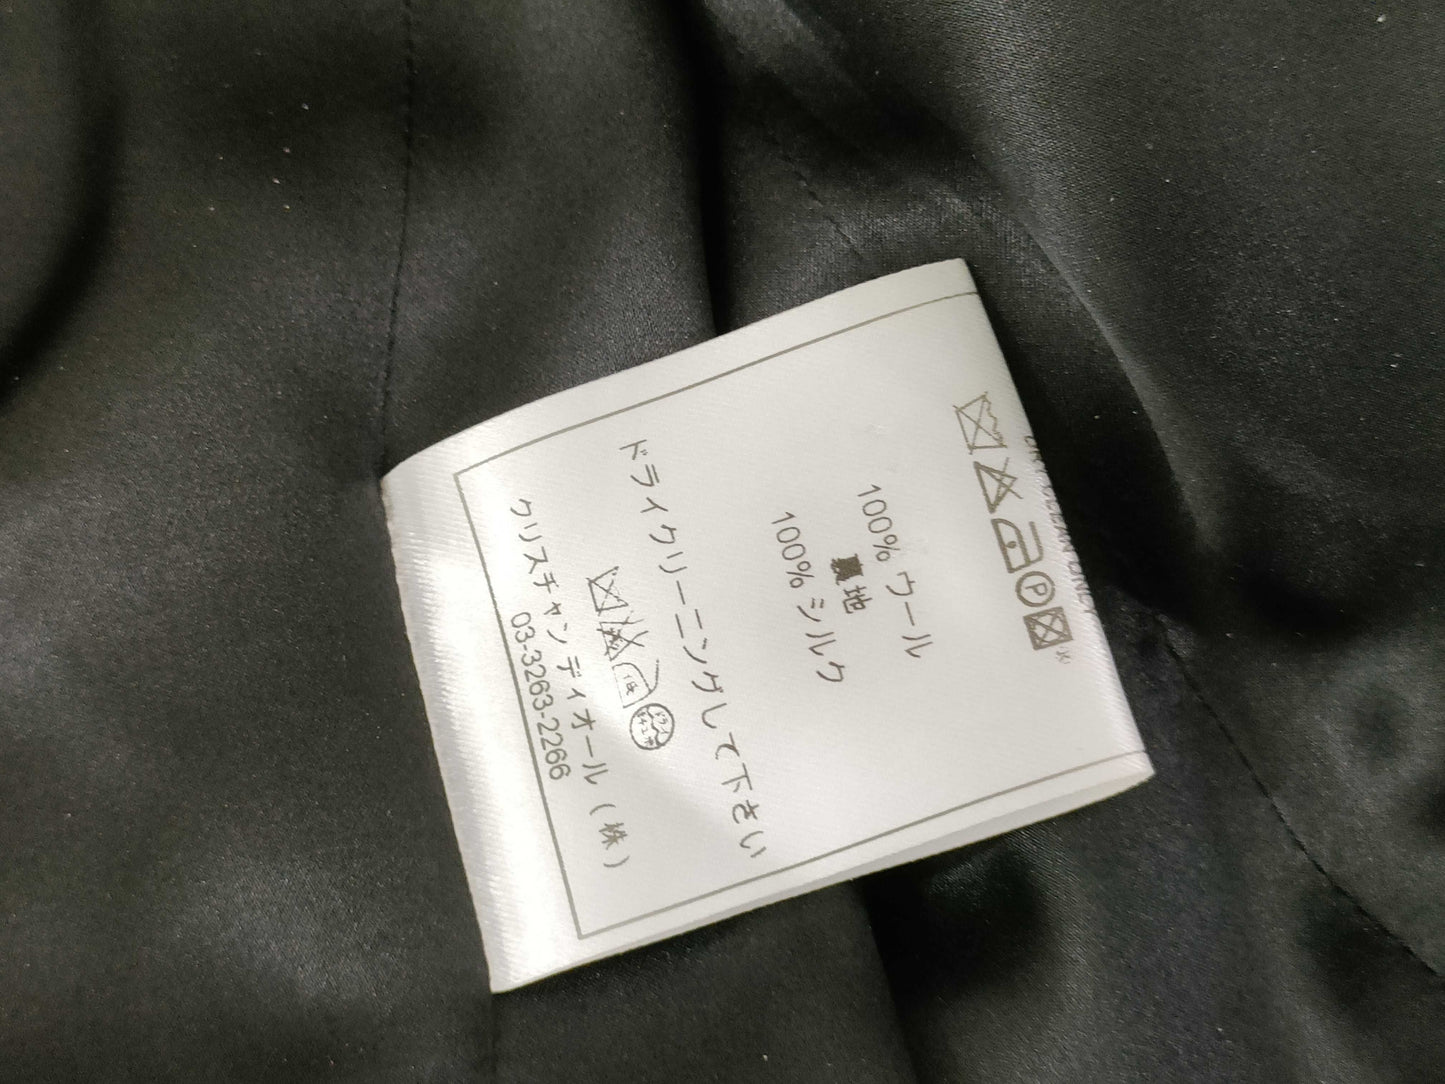 P
100% ウール
裏地
100% シルク
ドライクリーニングして下さい
クリスチャン ディオール (株)
03-3263-2266